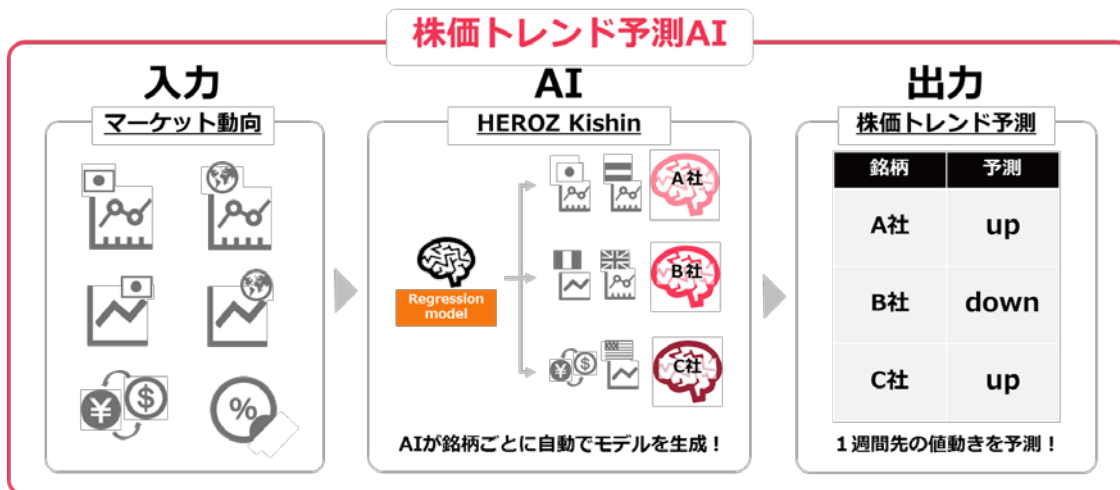 株価トレンド予測AI
入力
マーケット動向
¥
$
%
AI
HEROZ Kishin
Regression
model
A社
B社
¥
$
C社
AIが銘柄ごとに自動でモデルを生成！
出力
株価トレンド予測
銘柄 予測
A社 up
B社 down
C社 up
１週間先の値動きを予測！